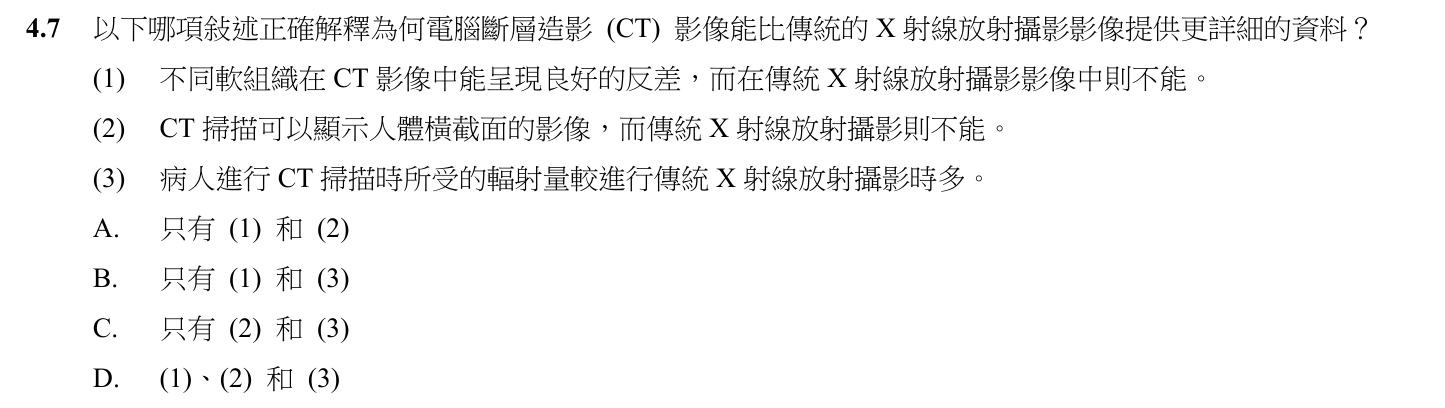 4.7 以下哪項敍述正確解釋為何電腦斷層造影 (CT) 影像能比傳統的 X 射線放射攝影影像提供更詳細的資料？
(1) 不同軟組織在 CT 影像中能呈現良好的反差，而在傳統 X 射線放射攝影影像中則不能。
(2) CT 掃描可以顯示人體橫截面的影像，而傳統 X 射線放射攝影則不能。
(3) 病人進行 CT 掃描時所受的輻射量較進行傳統 X 射線放射攝影時多。
A. 只有 (1) 和 (2)
B. 只有 (1) 和 (3)
C. 只有 (2) 和 (3)
D. (1)、(2) 和 (3)